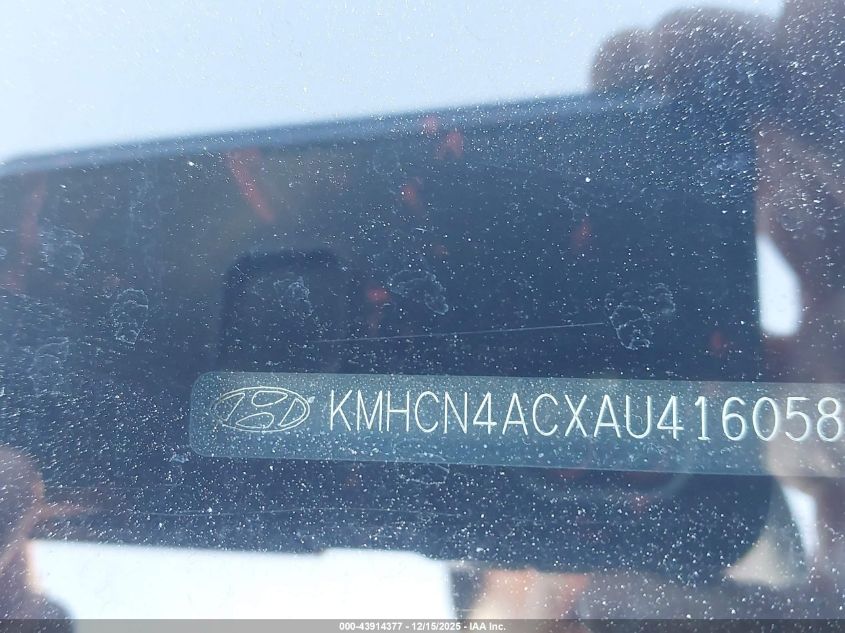 KMHCN4ACXAU416058
000-43914377 - 12/15/2025 - IAA Inc.